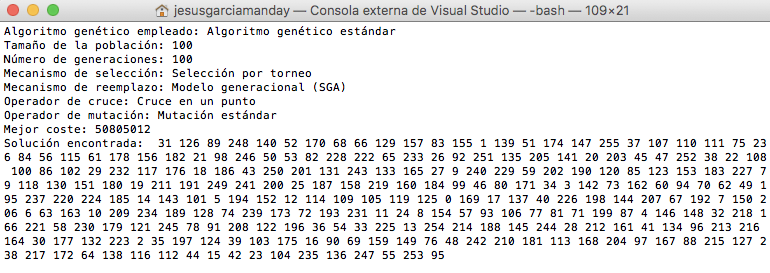 jesusgarciamanday — Consola externa de Visual Studio — -bash — 109×21
Algoritmo genético empleado: Algoritmo genético estándar
Tamaño de la población: 100
Número de generaciones: 100
Mecanismo de selección: Selección por torneo
Mecanismo de reemplazo: Modelo generacional (SGA)
Operador de cruce: Cruce en un punto
Operador de mutación: Mutación estándar
Mejor coste: 50805012
Solución encontrada:  31 126 89 248 140 52 170 68 66 129 157 83 155 1 139 51 174 147 255 37 107 110 111 75 23
6 84 56 115 61 178 156 182 21 98 246 50 53 82 228 222 65 233 26 92 251 135 205 141 20 203 45 47 252 38 22 108
 100 86 102 29 232 117 176 18 186 43 250 201 131 243 133 165 27 9 240 229 59 202 190 120 85 123 153 183 227 7
9 118 130 151 180 19 211 191 249 241 200 25 187 158 219 160 184 99 46 80 171 34 3 142 73 162 60 94 70 62 49 1
95 237 220 224 185 14 143 101 5 194 152 12 114 109 105 119 125 0 169 17 137 40 226 198 144 207 67 192 7 150 2
06 6 63 163 10 209 234 189 128 74 239 173 72 193 231 11 24 8 154 57 93 106 77 81 71 199 87 4 146 148 32 218 1
66 221 58 230 179 121 245 78 91 208 122 196 36 54 33 225 13 254 214 188 145 244 28 212 161 41 134 96 213 216 
164 30 177 132 223 2 35 197 124 39 103 175 16 90 69 159 149 76 48 242 210 181 113 168 204 97 167 88 215 127 2
38 217 172 64 138 116 112 44 15 42 23 104 235 136 247 55 253 95